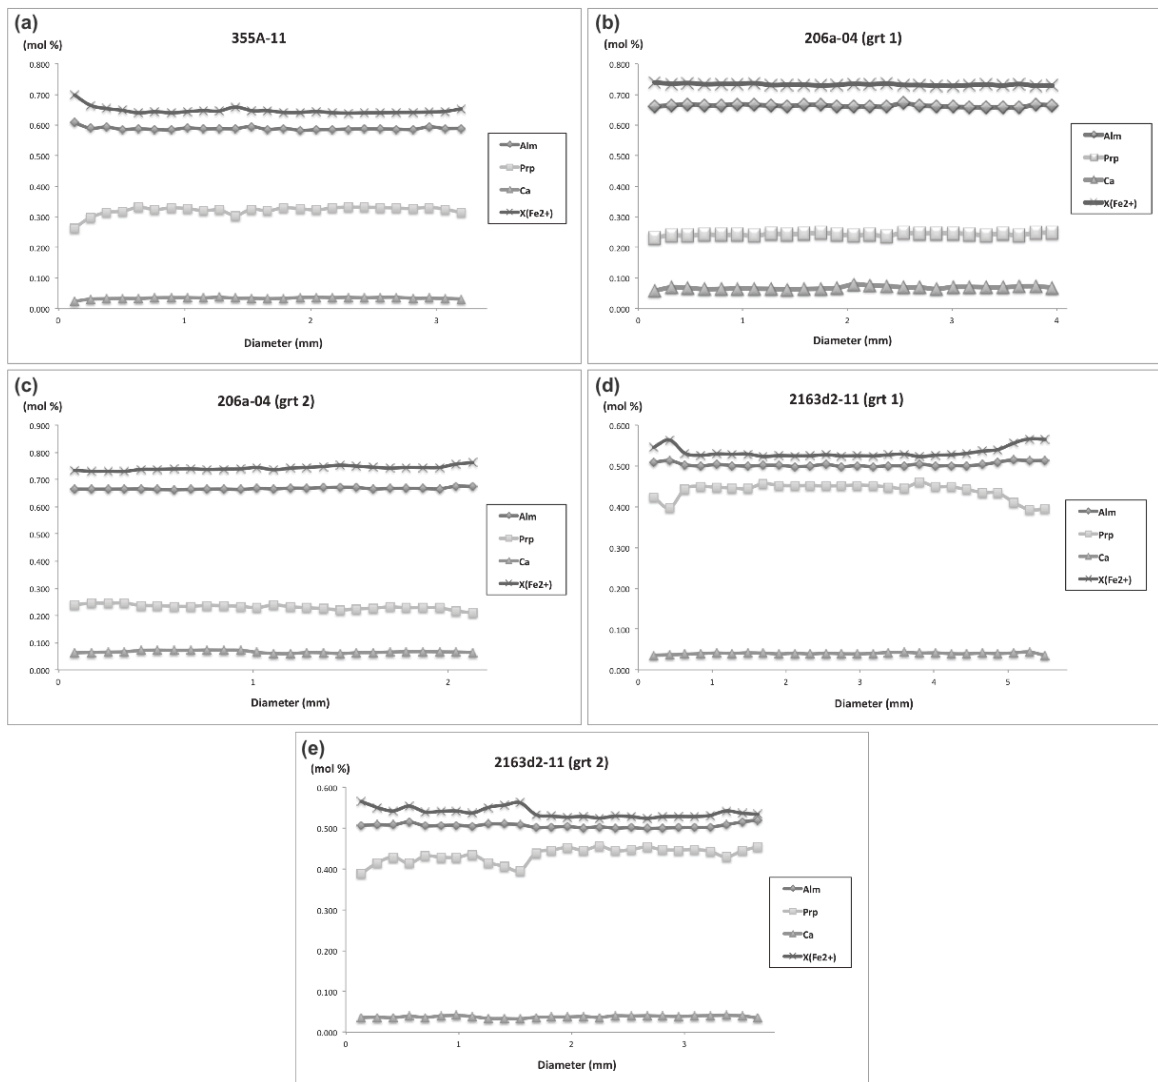 (a)
355A-11
(mol %)
0.800
0.700
0.600
0.500
0.400
0.300
0.200
0.100
0.000
0
1
2
3
Diameter (mm)
Alm
Prp
Ca
X(Fe2+)
(b)
206a-04 (grt 1)
(mol %)
0.800
0.700
0.600
0.500
0.400
0.300
0.200
0.100
0.000
0
1
2
3
4
Diameter (mm)
Alm
Prp
Ca
X(Fe2+)
(c)
206a-04 (grt 2)
(mol %)
0.900
0.800
0.700
0.600
0.500
0.400
0.300
0.200
0.100
0.000
0
1
2
Diameter (mm)
Alm
Prp
Ca
X(Fe2+)
(d)
2163d2-11 (grt 1)
(mol %)
0.600
0.500
0.400
0.300
0.200
0.100
0.000
0
1
2
3
4
5
Diameter (mm)
Alm
Prp
Ca
X(Fe2+)
(e)
2163d2-11 (grt 2)
(mol %)
0.600
0.500
0.400
0.300
0.200
0.100
0.000
0
1
2
3
Diameter (mm)
Alm
Prp
Ca
X(Fe2+)